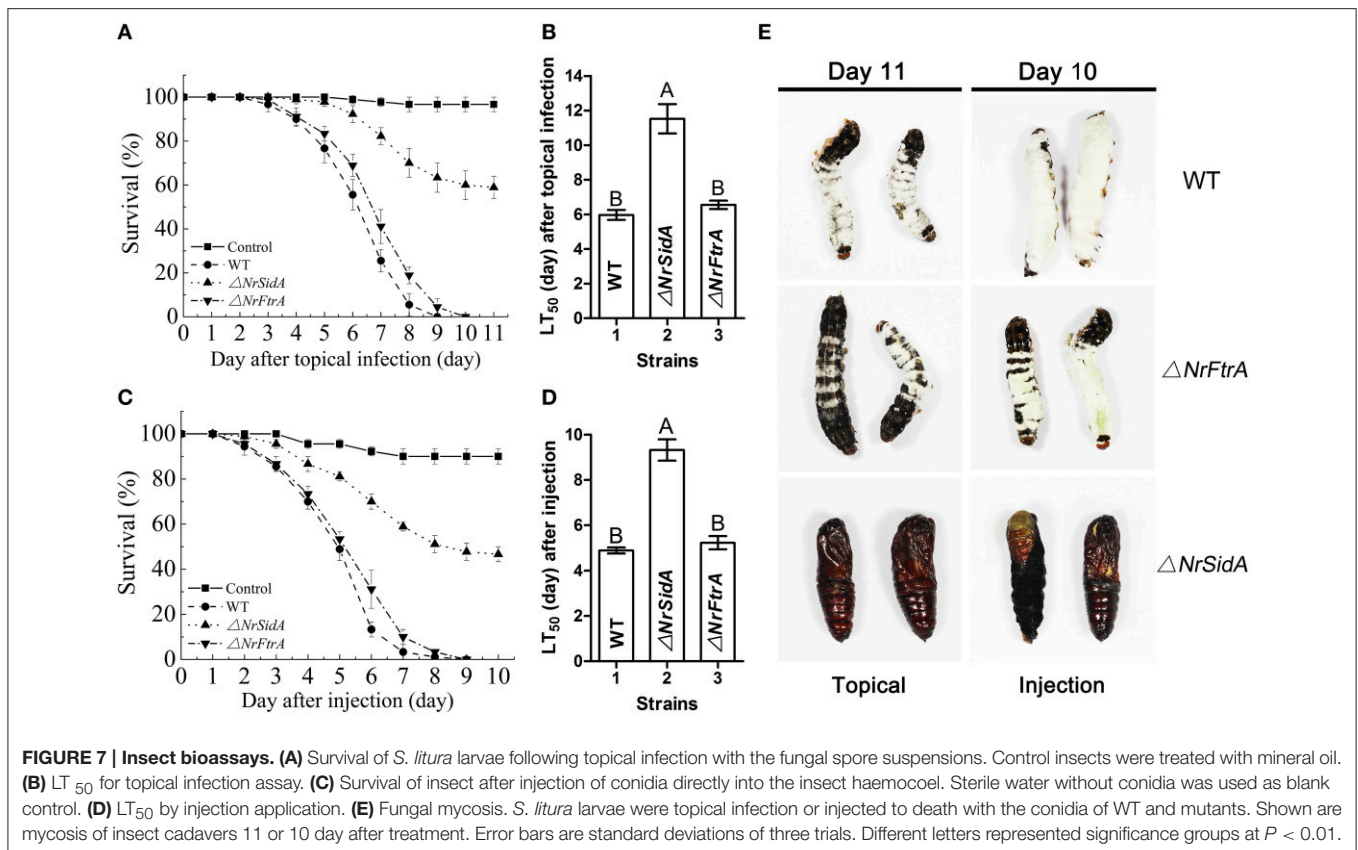 A
Survival (%)
100
80
60
40
20
0
Control
WT
△NrSidA
△NrFtrA
0 1 2 3 4 5 6 7 8 9 10 11
Day after topical infection (day)
B
LT50 (day) after topical infection
14
12
10
8
6
4
2
0
B
A
B
WT
△NrSidA
△NrFtrA
1 2 3
Strains
C
Survival (%)
100
80
60
40
20
0
Control
WT
△NrSidA
△NrFtrA
0 1 2 3 4 5 6 7 8 9 10
Day after injection (day)
D
LT50 (day) after injection
10
8
6
4
2
0
B
A
B
WT
△NrSidA
△NrFtrA
1 2 3
Strains
E
Day 11 Day 10
WT
△NrFtrA
△NrSidA
Topical Injection
FIGURE 7 | Insect bioassays. (A) Survival of S. litura larvae following topical infection with the fungal spore suspensions. Control insects were treated with mineral oil.
(B) LT 50 for topical infection assay. (C) Survival of insect after injection of conidia directly into the insect haemocoel. Sterile water without conidia was used as blank
control. (D) LT50 by injection application. (E) Fungal mycosis. S. litura larvae were topical infection or injected to death with the conidia of WT and mutants. Shown are
mycosis of insect cadavers 11 or 10 day after treatment. Error bars are standard deviations of three trials. Different letters represented significance groups at P < 0.01.